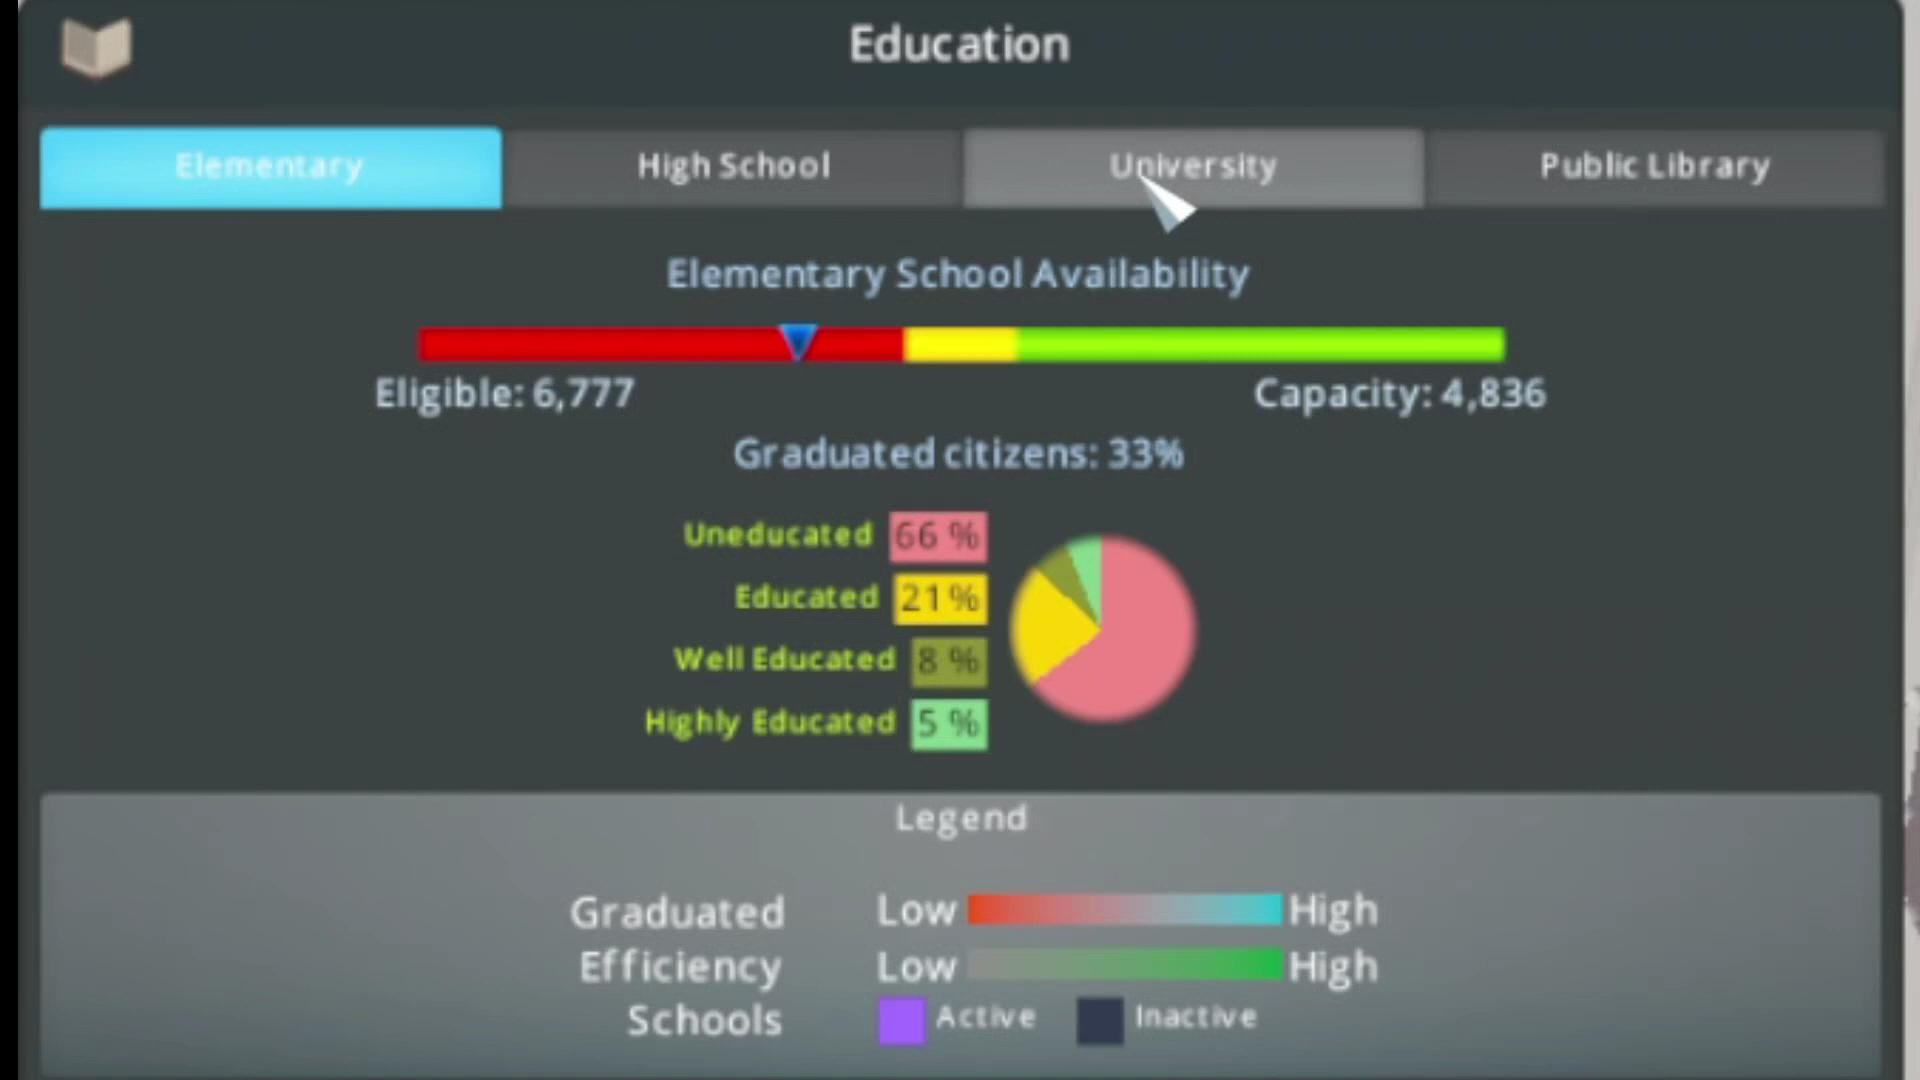 Education
Elementary High School University Public Library
Elementary School Availability
Eligible: 6,777 Capacity: 4,836
Graduated citizens: 33%
Uneducated 66 %
Educated 21%
Well Educated 8 %
Highly Educated 5 %
Legend
Graduated Low High
Efficiency Low High
Schools Active Inactive